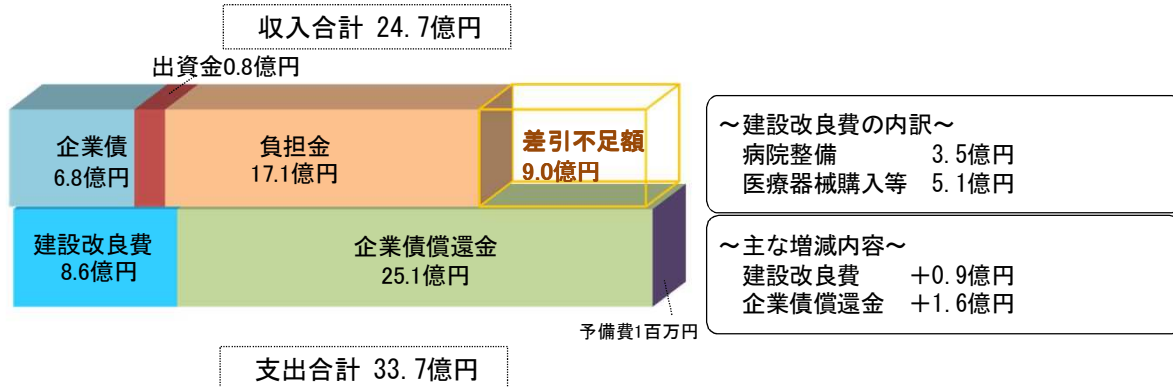 収入合計 24.7億円
出資金0.8億円
企業債
6.8億円
負担金
17.1億円
差引不足額
9.0億円
建設改良費
8.6億円
企業債償還金
25.1億円
予備費1百万円
支出合計 33.7億円
～建設改良費の内訳～
病院整備 3.5億円
医療器械購入等 5.1億円
～主な増減内容～
建設改良費 +0.9億円
企業債償還金 +1.6億円